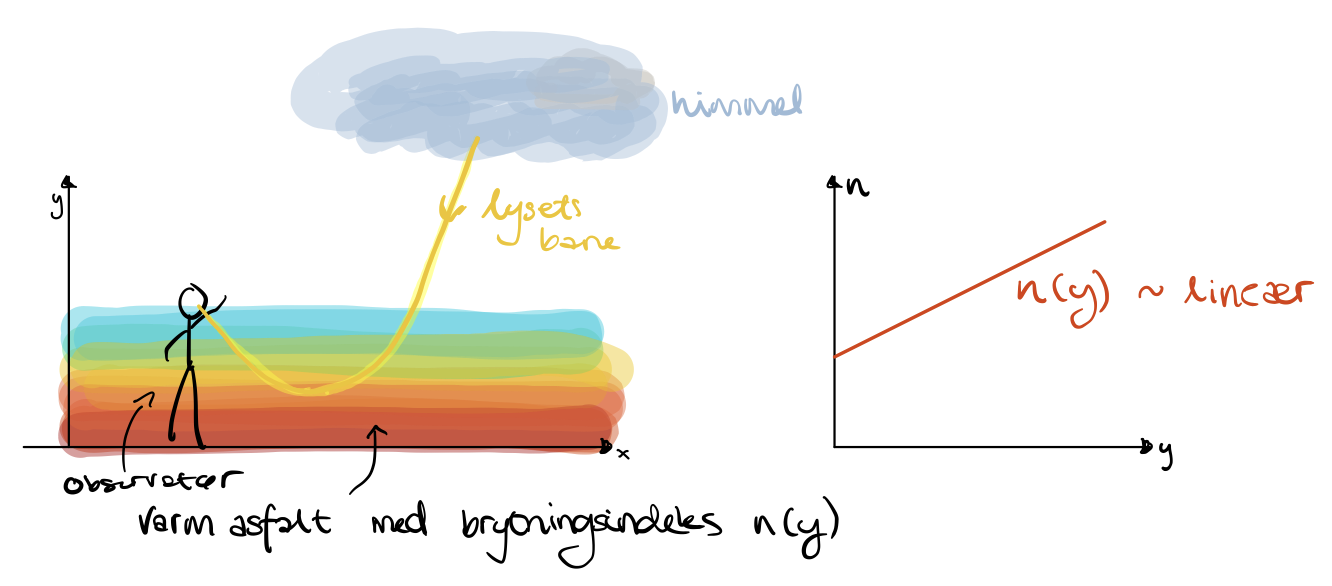 himmel
y
lysets
bane
n
n(y) ~ lineær
x
y
observatør
varm asfalt med brydningsindeks n(y)